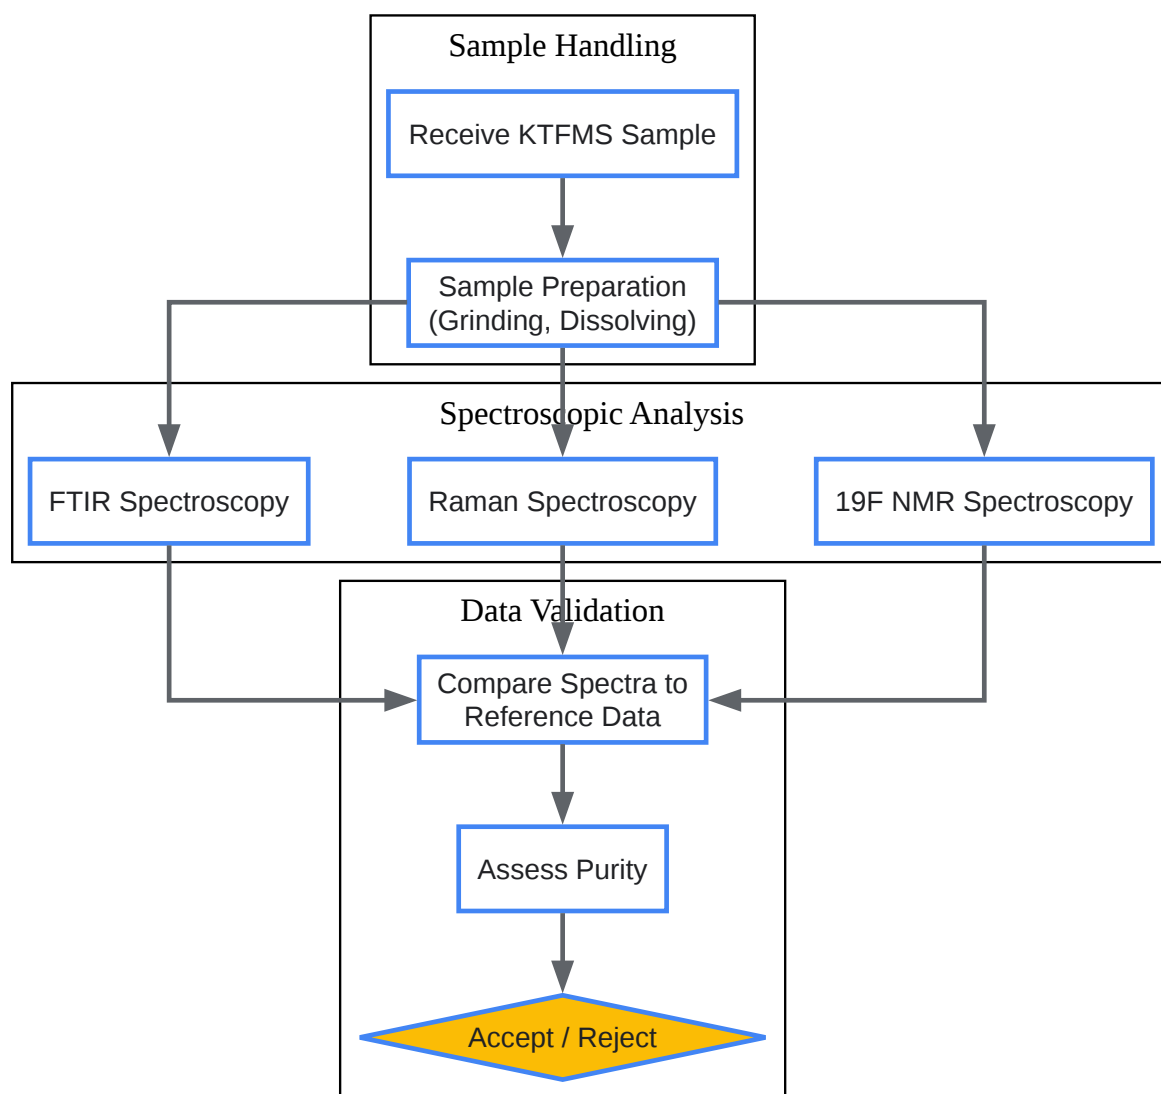 Sample Handling
Receive KTFMS Sample
Sample Preparation
(Grinding, Dissolving)
Spectroscopic Analysis
FTIR Spectroscopy
Raman Spectroscopy
19F NMR Spectroscopy
Data Validation
Compare Spectra to
Reference Data
Assess Purity
Accept / Reject